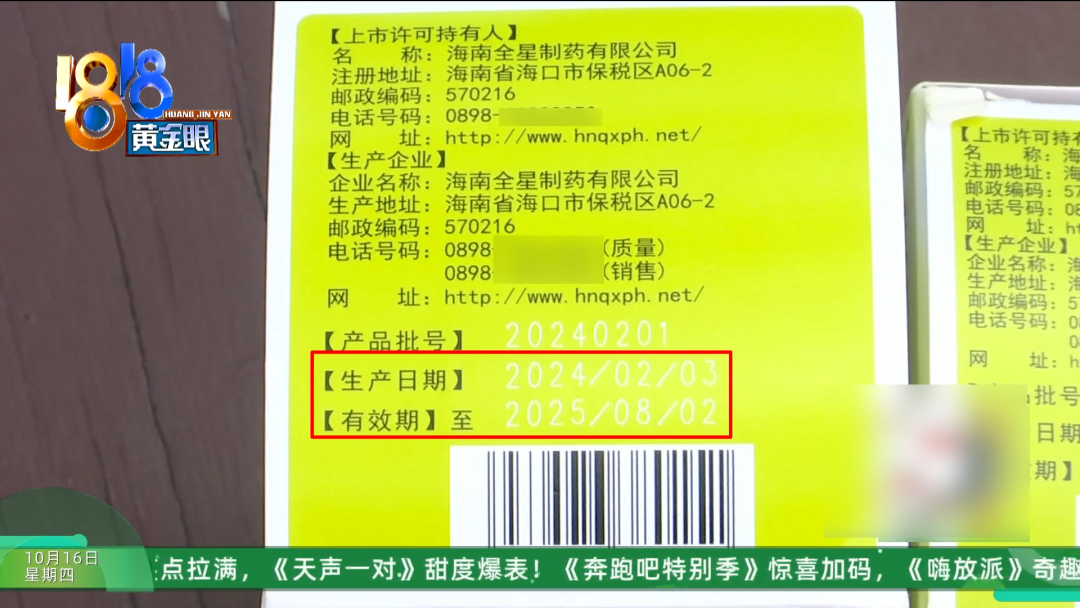 1818
HUANG JIN YAN
黄金眼
【上市许可持有人】
名 称：海南全星制药有限公司
注册地址：海南省海口市保税区A06-2
邮政编码：570216
电话号码：0898-
网 址：http://www.hnqxph.net/
【生产企业】
企业名称：海南全星制药有限公司
生产地址：海南省海口市保税区A06-2
邮政编码：570216
电话号码：0898- (质量)
0898- (销售)
网 址：http://www.hnqxph.net/
【产品批号】 20240201
【生产日期】 2024/02/03
【有效期】至 2025/08/02
【上市许可持有
名 称：海
注册地址：海
邮政编码：57
电话号码：08
网 址：ht
【生产企业】
企业名称：海
生产地址：海
邮政编码：5
电话号码：0
网 址：h
品批号
日期
期】
10月16日
星期四
点拉满，《天声一对》甜度爆表！《奔跑吧特别季》惊喜加码，《嗨放派》奇趣